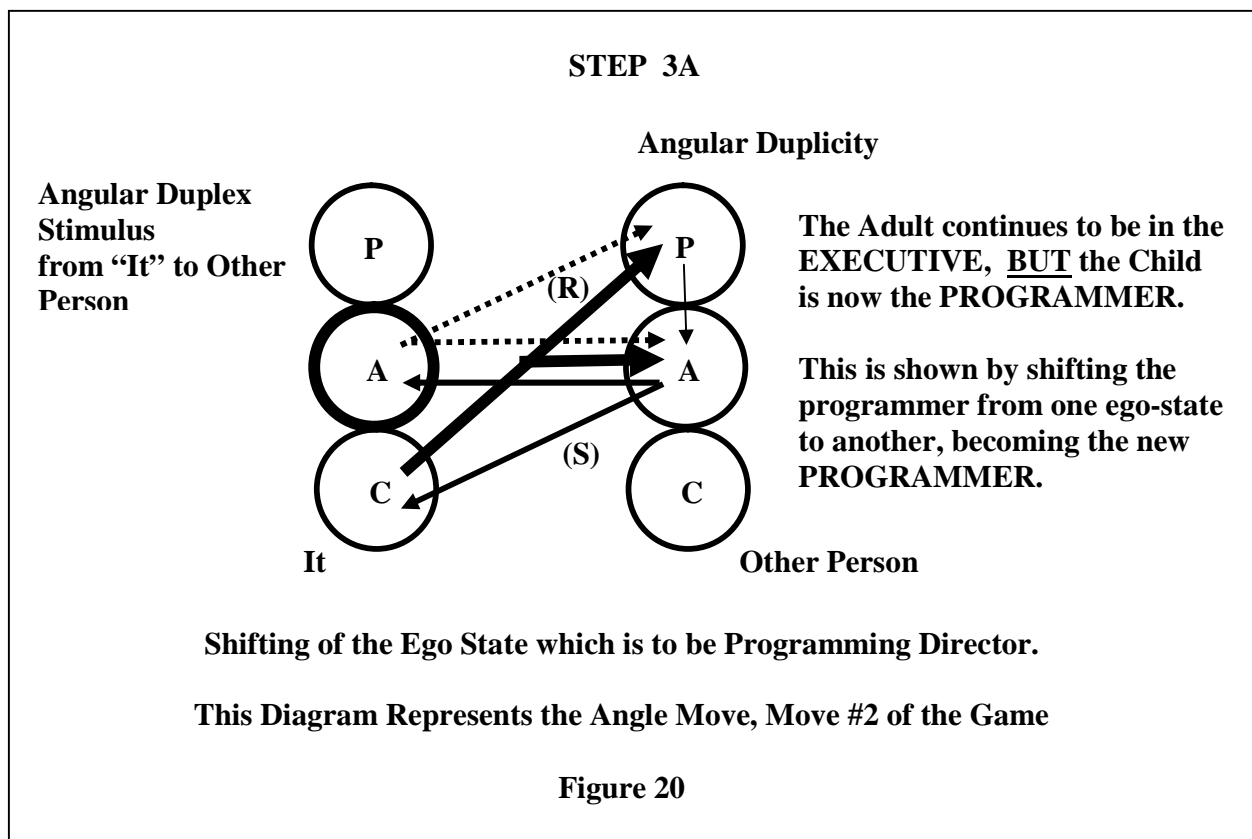 STEP 3A
Angular Duplicity
Angular Duplex
Stimulus
from “It” to Other
Person
P
A
C
It
(R)
(S)
P
A
C
Other Person
The Adult continues to be in the
EXECUTIVE, BUT the Child
is now the PROGRAMMER.
This is shown by shifting the
programmer from one ego-state
to another, becoming the new
PROGRAMMER.
Shifting of the Ego State which is to be Programming Director.
This Diagram Represents the Angle Move, Move #2 of the Game
Figure 20